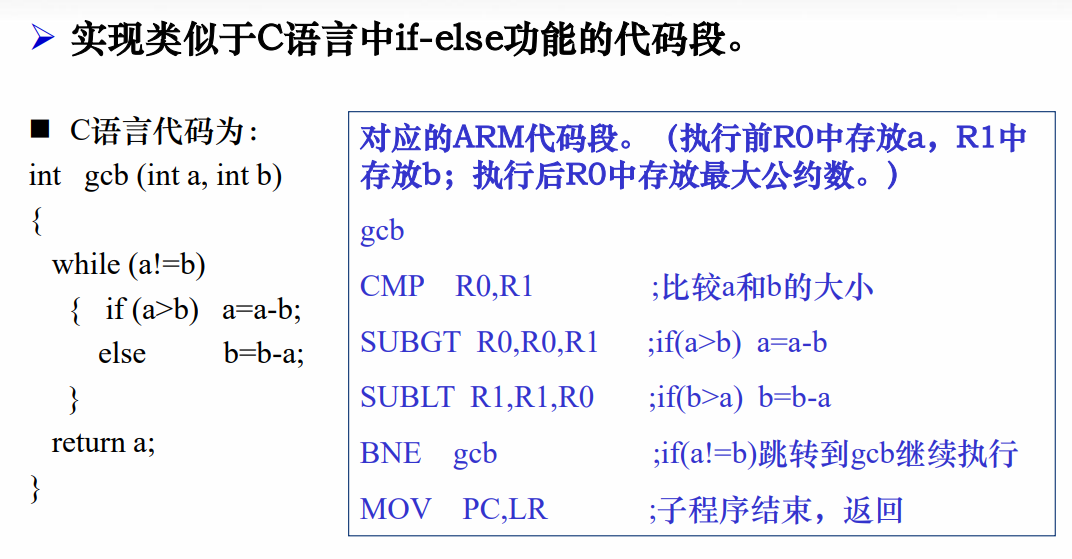 ➢ 实现类似于C语言中if-else功能的代码段。
■ C语言代码为：
int gcb (int a, int b)
{
while (a!=b)
{ if (a>b) a=a-b;
else b=b-a;
}
return a;
}
对应的ARM代码段。（执行前R0中存放a，R1中
存放b；执行后R0中存放最大公约数。）
gcb
CMP R0,R1 ;比较a和b的大小
SUBGT R0,R0,R1 ;if(a>b) a=a-b
SUBLT R1,R1,R0 ;if(b>a) b=b-a
BNE gcb ;if(a!=b)跳转到gcb继续执行
MOV PC,LR ;子程序结束，返回